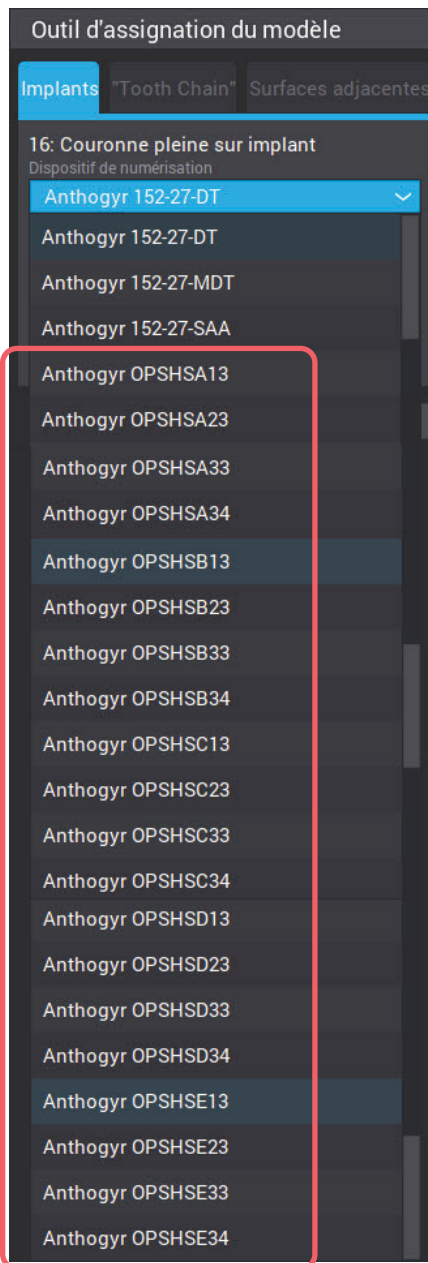 Outil d'assignation du modèle
Implants "Tooth Chain" Surfaces adjacentes
16: Couronne pleine sur implant
Dispositif de numérisation
Anthogyr 152-27-DT
Anthogyr 152-27-DT
Anthogyr 152-27-MDT
Anthogyr 152-27-SAA
Anthogyr OPSHSA13
Anthogyr OPSHSA23
Anthogyr OPSHSA33
Anthogyr OPSHSA34
Anthogyr OPSHSB13
Anthogyr OPSHSB23
Anthogyr OPSHSB33
Anthogyr OPSHSB34
Anthogyr OPSHSC13
Anthogyr OPSHSC23
Anthogyr OPSHSC33
Anthogyr OPSHSC34
Anthogyr OPSHSD13
Anthogyr OPSHSD23
Anthogyr OPSHSD33
Anthogyr OPSHSD34
Anthogyr OPSHSE13
Anthogyr OPSHSE23
Anthogyr OPSHSE33
Anthogyr OPSHSE34